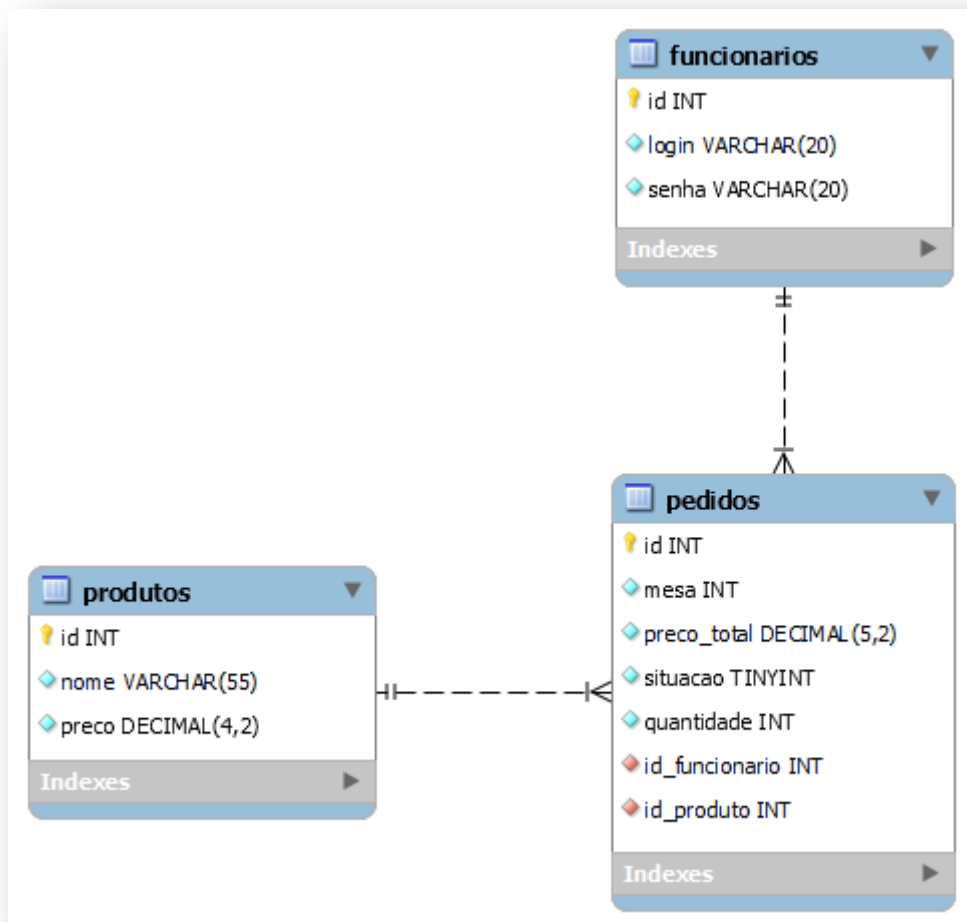 funcionarios
id INT
login VARCHAR(20)
senha VARCHAR(20)
Indexes
pedidos
id INT
mesa INT
preco_total DECIMAL(5,2)
situacao TINYINT
quantidade INT
id_funcionario INT
id_produto INT
Indexes
produtos
id INT
nome VARCHAR(55)
preco DECIMAL(4,2)
Indexes